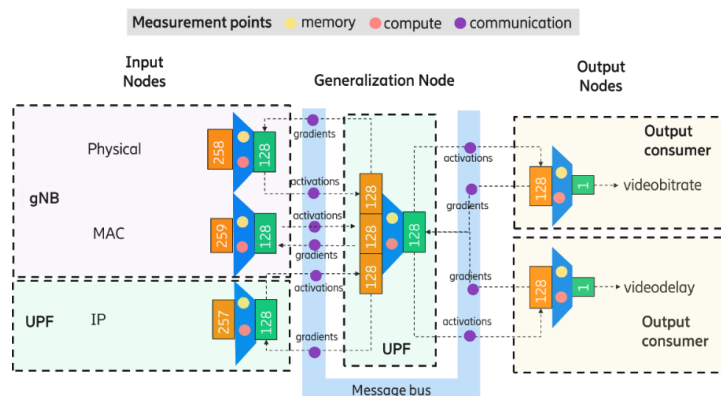 Measurement points memory compute communication
Input
Nodes
Generalization Node
Output
Nodes
Physical
258
128
gNB
MAC
259
128
UPF
IP
257
128
gradients
activations
activations
gradients
activations
gradients
128
128
128
128
UPF
Message bus
activations
gradients
gradients
activations
Output
consumer
128
1
videobitrate
128
1
videodelay
Output
consumer